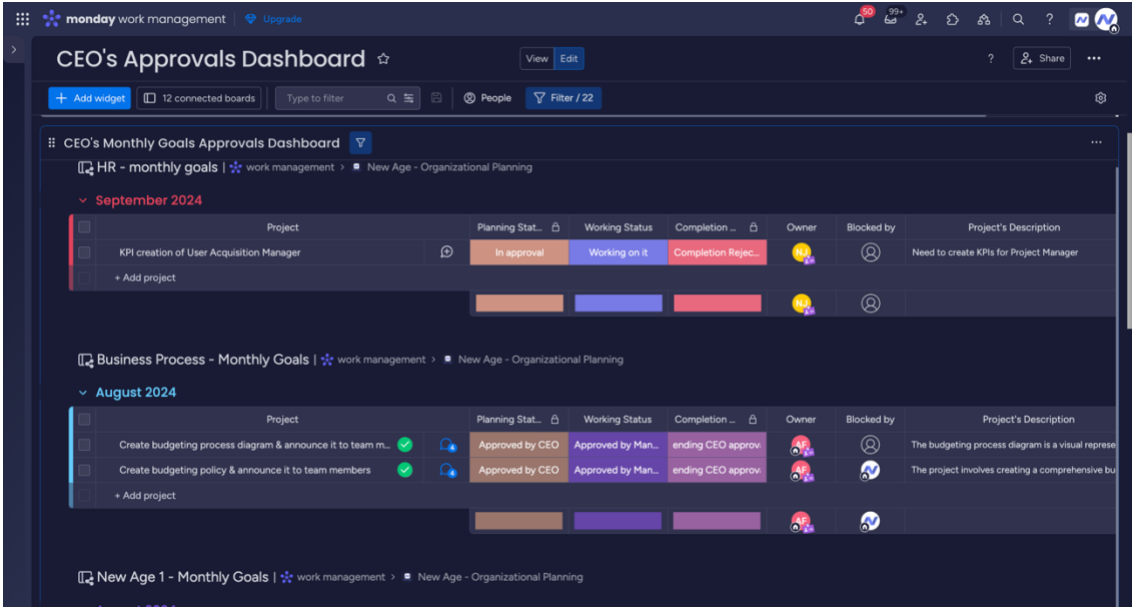 monday work management Upgrade 50 99+ ?
CEO's Approvals Dashboard View Edit ? Share
Add widget 12 connected boards Type to filter People Filter / 22
CEO's Monthly Goals Approvals Dashboard
HR - monthly goals | work management > New Age - Organizational Planning
September 2024
Project Planning Stat... Working Status Completion ... Owner Blocked by Project's Description
KPI creation of User Acquisition Manager In approval Working on it Completion Rejec... NJ Need to create KPIs for Project Manager
+ Add project
NJ
Business Process - Monthly Goals | work management > New Age - Organizational Planning
August 2024
Project Planning Stat... Working Status Completion ... Owner Blocked by Project's Description
Create budgeting process diagram & announce it to team m... 4 Approved by CEO Approved by Man... ending CEO approv AF The budgeting process diagram is a visual represe
Create budgeting policy & announce it to team members 4 Approved by CEO Approved by Man... ending CEO approv AF The project involves creating a comprehensive bu
+ Add project
AF
New Age 1 - Monthly Goals | work management > New Age - Organizational Planning